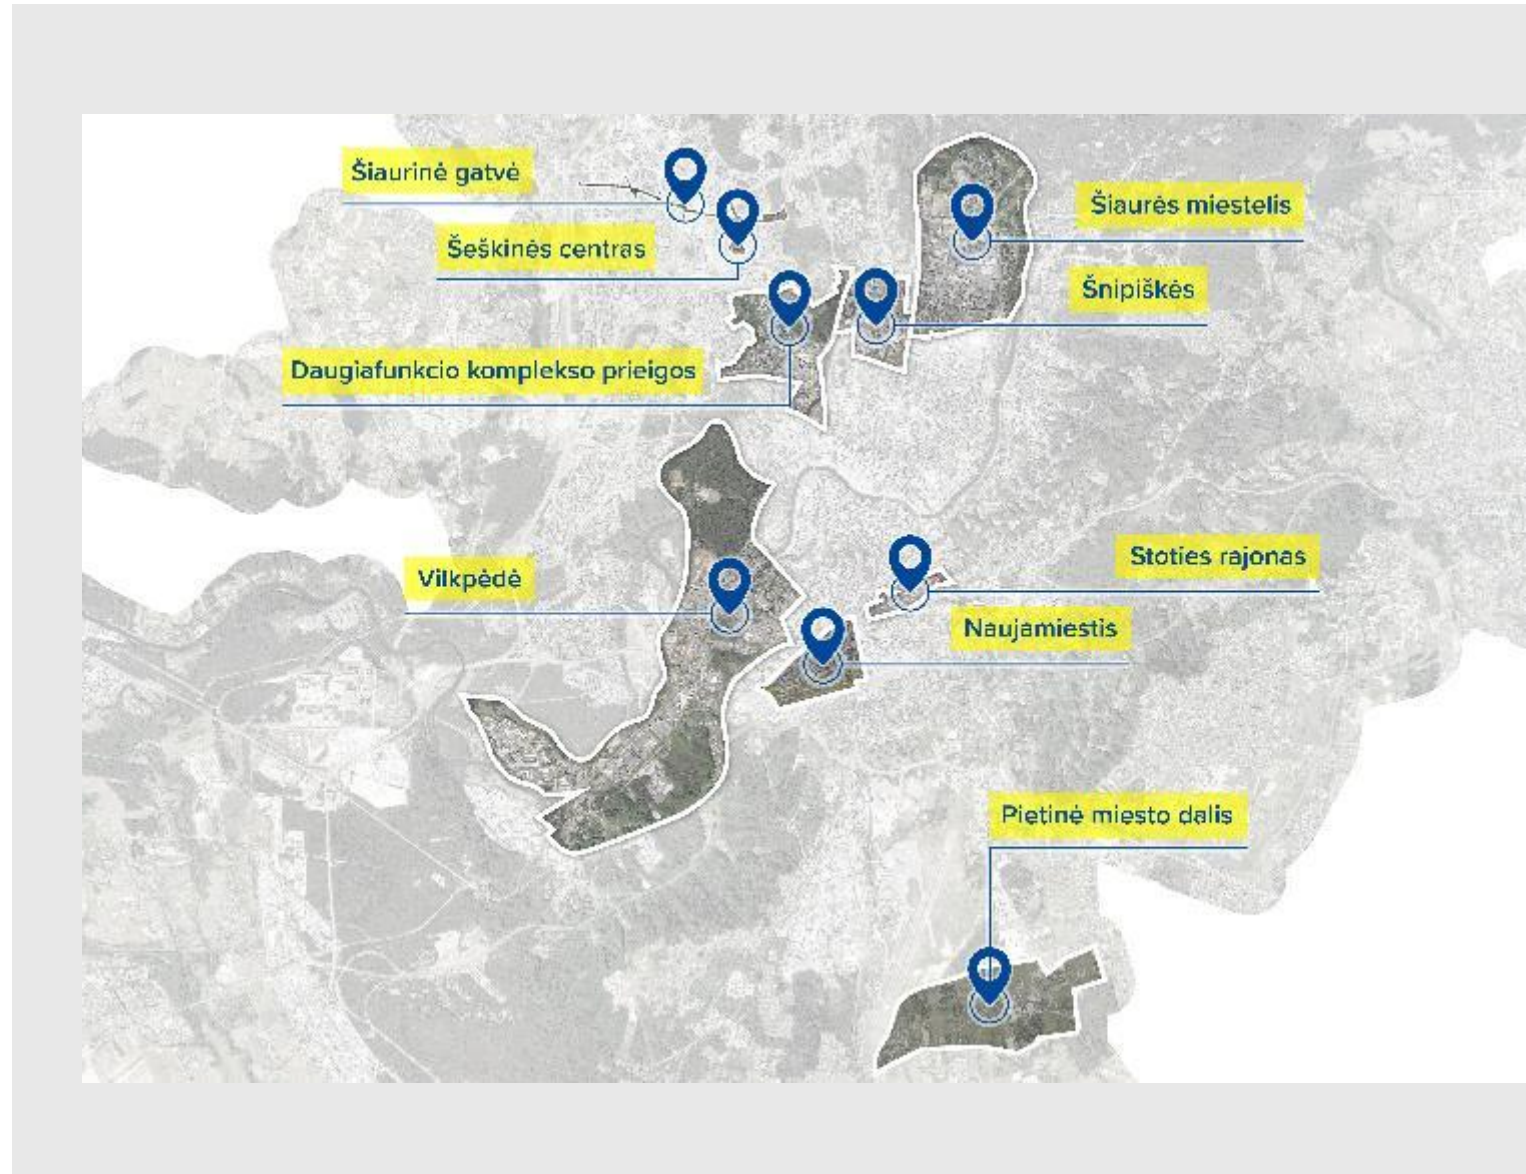 Šiaurinė gatvė
Šiaurės miestelis
Šeškinės centras
Šnipiškės
Daugiafunkcio komplekso prieigos
Stoties rajonas
Vilkpėdė
Naujamiestis
Pietinė miesto dalis